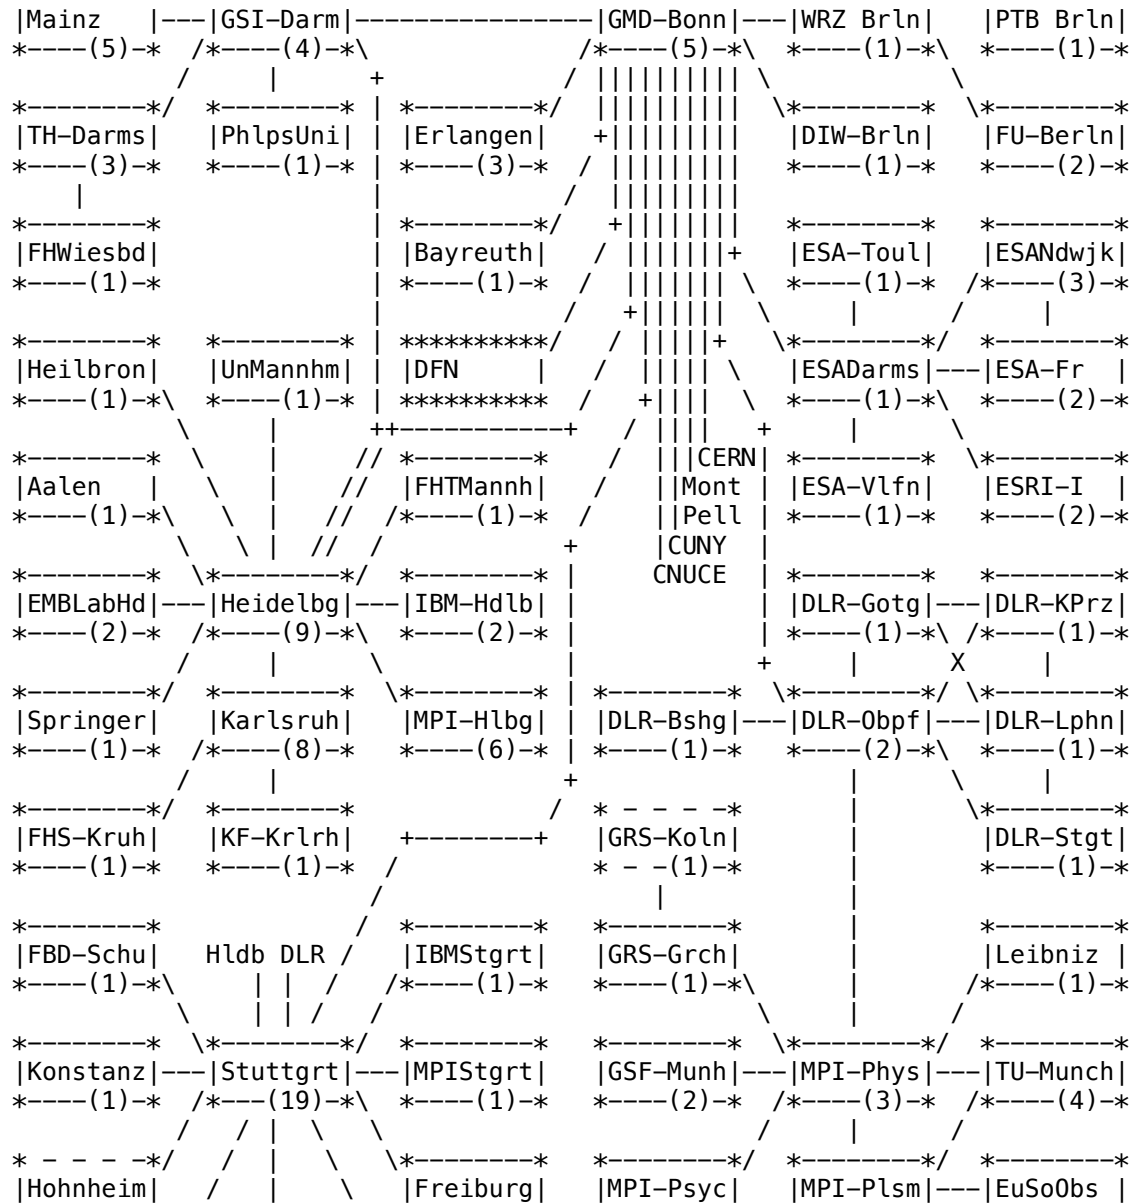 |Mainz   |---|GSI-Darm|----------------|GMD-Bonn|---|WRZ Brln|   |PTB Brln|
*----(5)-*  /*----(4)-*\              /*----(5)-*\  *----(1)-*\  *----(1)-*
           /     |      +            / |||||||||| \            \
*--------*/  *--------* | *--------*/  ||||||||||  \*--------*  \*--------*
|TH-Darms|   |PhlpsUni| | |Erlangen|   +|||||||||   |DIW-Brln|   |FU-Berln|
*----(3)-*   *----(1)-* | *----(3)-*  / |||||||||   *----(1)-*   *----(2)-*
    |                   |            /  |||||||||
*--------*              | *--------*/   +||||||||   *--------*   *--------*
|FHWiesbd|              | |Bayreuth|   / |||||||+   |ESA-Toul|   |ESANdwjk|
*----(1)-*              | *----(1)-*  /  ||||||| \  *----(1)-*  /*----(3)-*
                        |            /   +||||||  \     |      /     |
*--------*   *--------* | **********/   / |||||+   \*--------*/  *--------*
|Heilbron|   |UnMannhm| | |DFN     |   /  ||||| \   |ESADarms|---|ESA-Fr  |
*----(1)-*\  *----(1)-* | **********  /   +||||  \  *----(1)-*\  *----(2)-*
           \     |      ++-----------+   / ||||   +     |      \
*--------*  \    |     // *--------*    /  |||CERN| *--------*  \*--------*
|Aalen   |   \   |    //  |FHTMannh|   /   ||Mont | |ESA-Vlfn|   |ESRI-I  |
*----(1)-*\   \  |   //  /*----(1)-*  /    ||Pell | *----(1)-*   *----(2)-*
           \   \ |  //  /            +     |CUNY  |
*--------*  \*--------*/  *--------* |     CNUCE  | *--------*   *--------*
|EMBLabHd|---|Heidelbg|---|IBM-Hdlb| |            | |DLR-Gotg|---|DLR-KPrz|
*----(2)-*  /*----(9)-*\  *----(2)-* |            | *----(1)-*\ /*----(1)-*
           /     |      \            |            +     |      X     |
*--------*/  *--------*  \*--------* | *--------*  \*--------*/ \*--------*
|Springer|   |Karlsruh|   |MPI-Hlbg| | |DLR-Bshg|---|DLR-Obpf|---|DLR-Lphn|
*----(1)-*  /*----(8)-*   *----(6)-* | *----(1)-*   *----(2)-*\  *----(1)-*
           /     |                   +                  |      \     |
*--------*/  *--------*             /  * - - - -*       |       \*--------*
|FHS-Kruh|   |KF-Krlrh|   +--------+   |GRS-Koln|       |        |DLR-Stgt|
*----(1)-*   *----(1)-*  /             * - -(1)-*       |        *----(1)-*
                        /                  |            |
*--------*             /  *--------*   *--------*       |        *--------*
|FBD-Schu|   Hldb DLR /   |IBMStgrt|   |GRS-Grch|       |        |Leibniz |
*----(1)-*\     | |  /   /*----(1)-*   *----(1)-*\      |       /*----(1)-*
           \    | | /   /                         \     |      /
*--------*  \*--------*/  *--------*   *--------*  \*--------*/  *--------*
|Konstanz|---|Stuttgrt|---|MPIStgrt|   |GSF-Munh|---|MPI-Phys|---|TU-Munch|
*----(1)-*  /*---(19)-*\  *----(1)-*   *----(2)-*  /*----(3)-*  /*----(4)-*
           /   / |  \   \                         /     |      /
* - - - -*/   /  |   \   \*--------*   *--------*/  *--------*/  *--------*
|Hohnheim|   /   |    \   |Freiburg|   |MPI-Psyc|   |MPI-Plsm|---|EuSoObs |